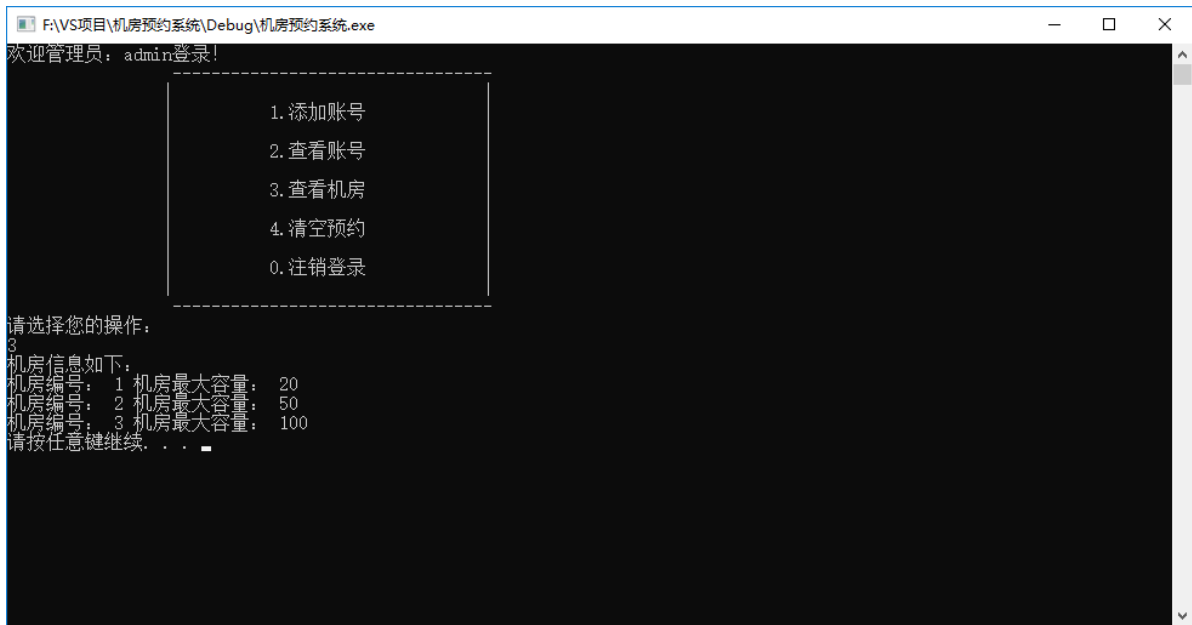 F:\VS项目\机房预约系统\Debug\机房预约系统.exe
欢迎管理员：admin登录！
---------------------------------
1.添加账号
2.查看账号
3.查看机房
4.清空预约
0.注销登录
---------------------------------
请选择您的操作：
3
机房信息如下：
机房编号： 1 机房最大容量： 20
机房编号： 2 机房最大容量： 50
机房编号： 3 机房最大容量： 100
请按任意键继续. . .